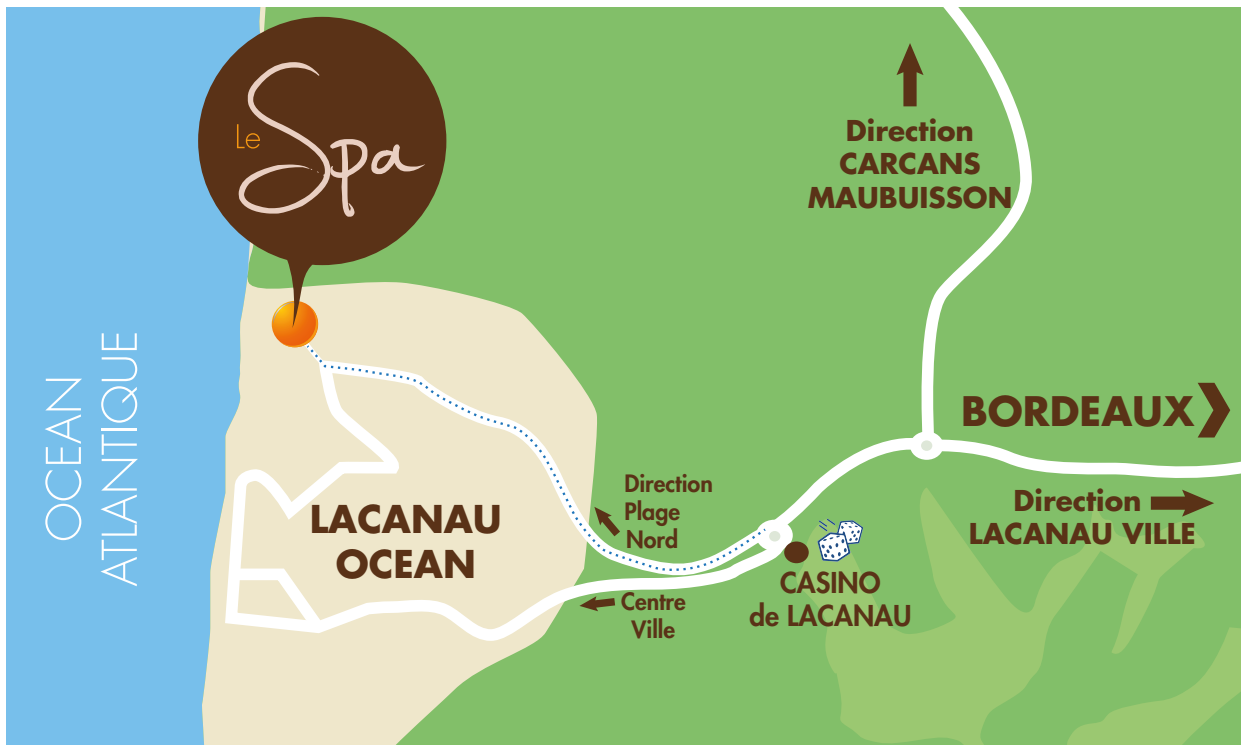 Le
Spa
Direction
CARCANS
MAUBUISSON
OCEAN
ATLANTIQUE
BORDEAUX
Direction
LACANAU VILLE
Direction
Plage
Nord
LACANAU
OCEAN
CASINO
de LACANAU
Centre
Ville